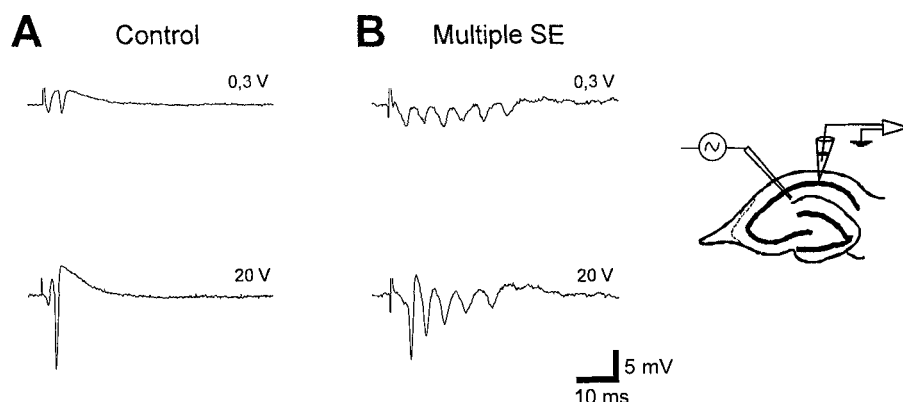 A Control
B Multiple SE
0,3 V
0,3 V
20 V
20 V
5 mV
10 ms